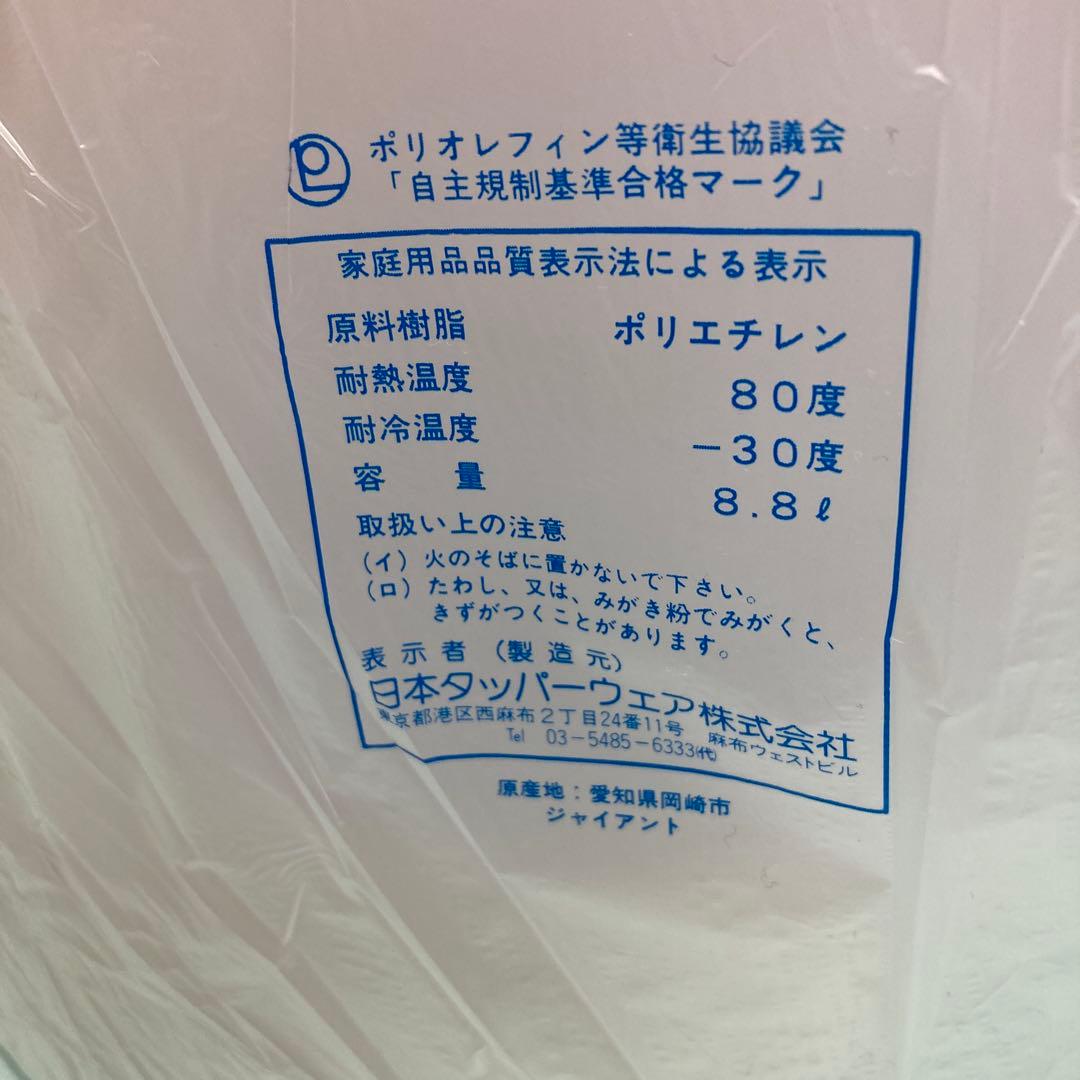 PL ポリオレフィン等衛生協議会
「自主規制基準合格マーク」
家庭用品品質表示法による表示
原料樹脂 ポリエチレン
耐熱温度 80度
耐冷温度 -30度
容量 8.8ℓ
取扱い上の注意
(イ) 火のそばに置かないで下さい。
(ロ) たわし、又は、みがき粉でみがくと、
きずがつくことがあります。
表示者 (製造元)
日本タッパーウェア株式会社
東京都港区西麻布2丁目24番11号 麻布ウェストビル
Tel 03-5485-6333(代)
原産地:愛知県岡崎市
ジャイアント